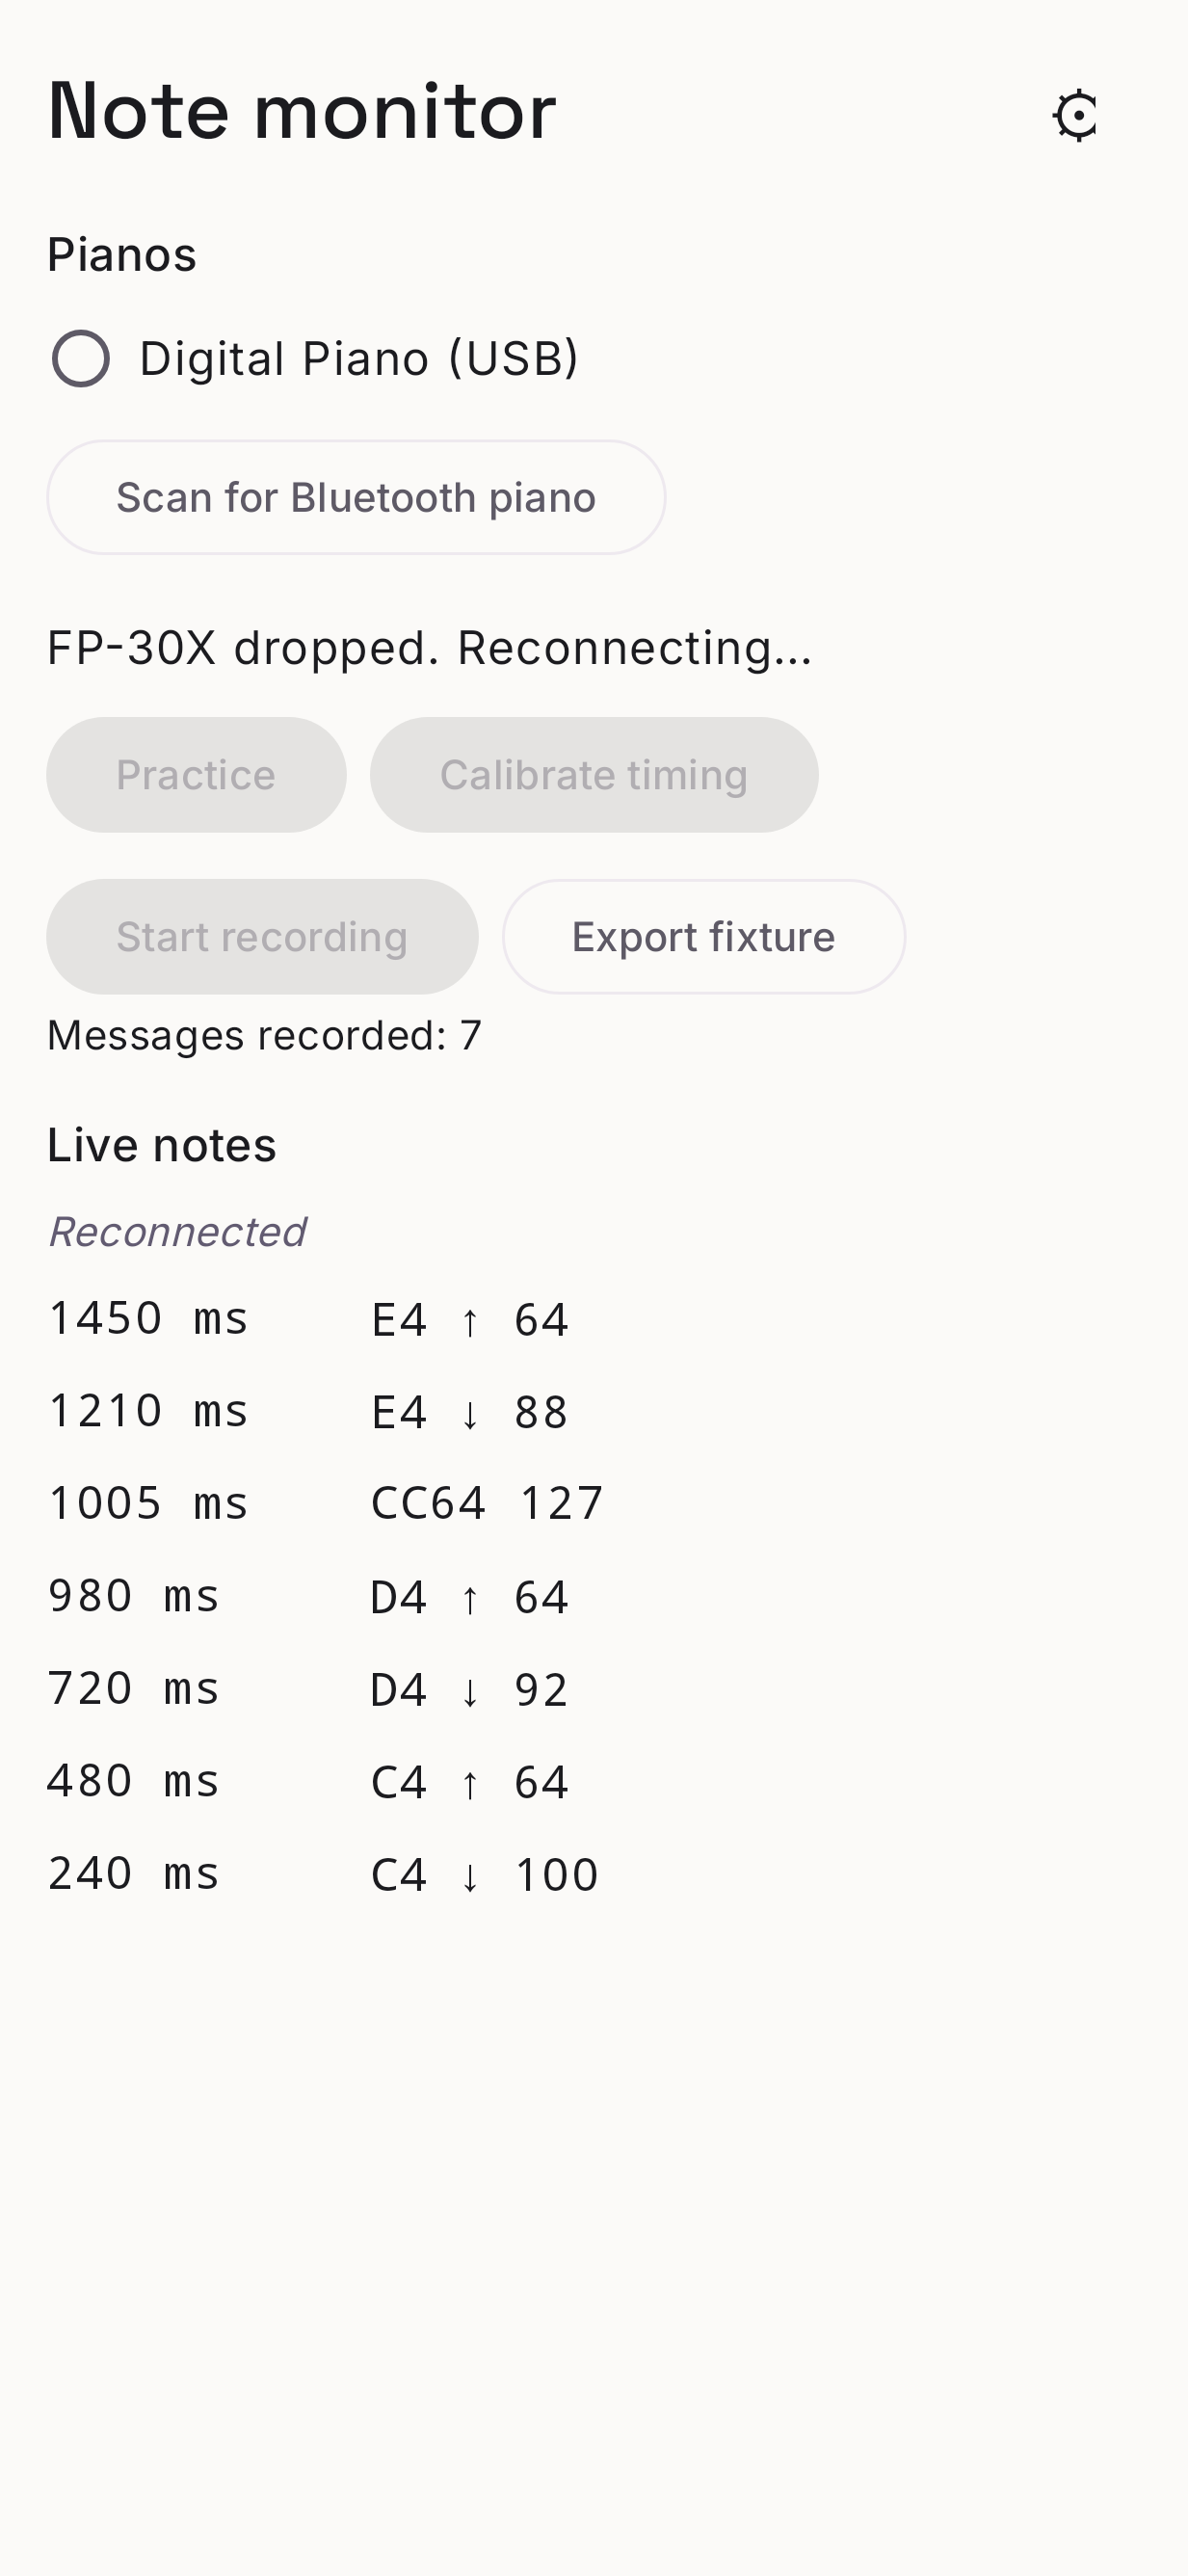 Note monitor
Pianos
Digital Piano (USB)
Scan for Bluetooth piano
FP-30X dropped. Reconnecting…
Practice Calibrate timing
Start recording Export fixture
Messages recorded: 7
Live notes
Reconnected
1450 ms E4 ↑ 64
1210 ms E4 ↓ 88
1005 ms CC64 127
980 ms D4 ↑ 64
720 ms D4 ↓ 92
480 ms C4 ↑ 64
240 ms C4 ↓ 100